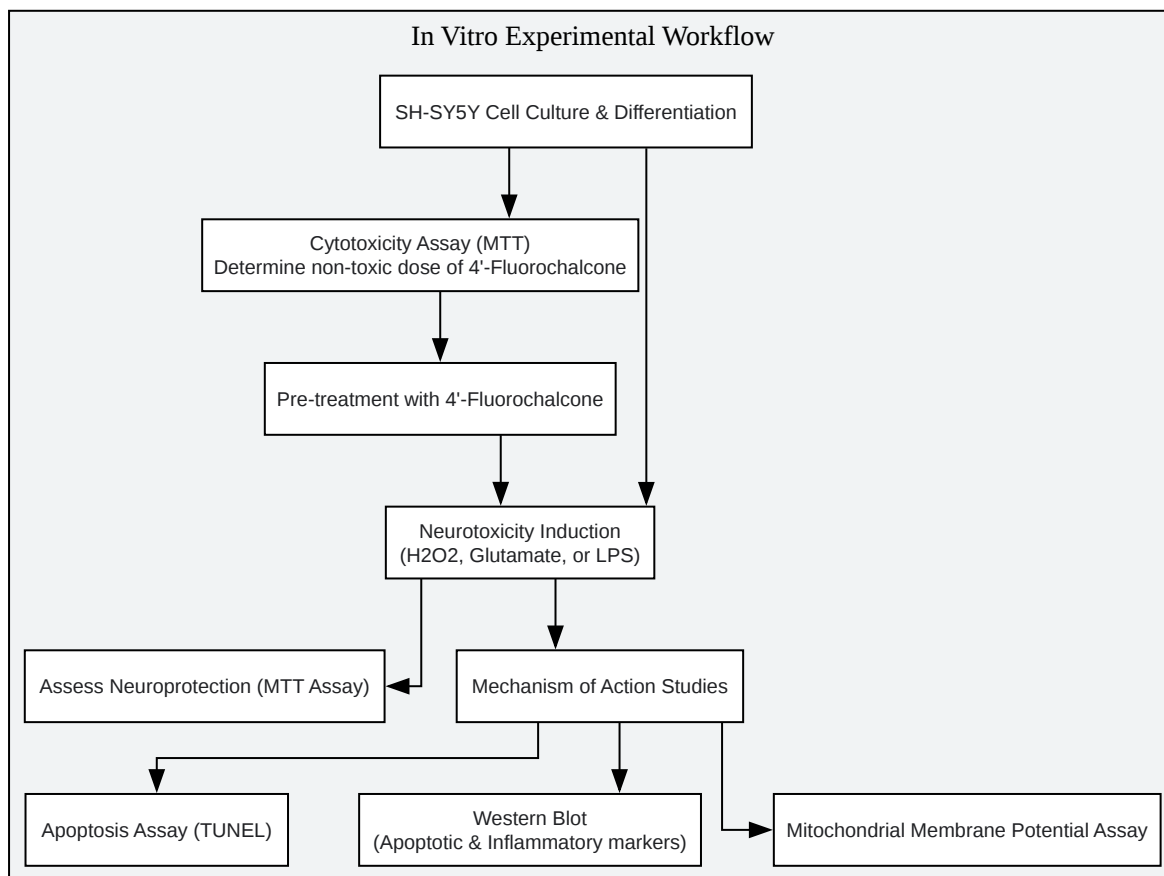 In Vitro Experimental Workflow
SH-SY5Y Cell Culture & Differentiation
Cytotoxicity Assay (MTT)
Determine non-toxic dose of 4'-Fluorochalcone
Pre-treatment with 4'-Fluorochalcone
Neurotoxicity Induction
(H2O2, Glutamate, or LPS)
Assess Neuroprotection (MTT Assay)
Mechanism of Action Studies
Apoptosis Assay (TUNEL)
Western Blot
(Apoptotic & Inflammatory markers)
Mitochondrial Membrane Potential Assay